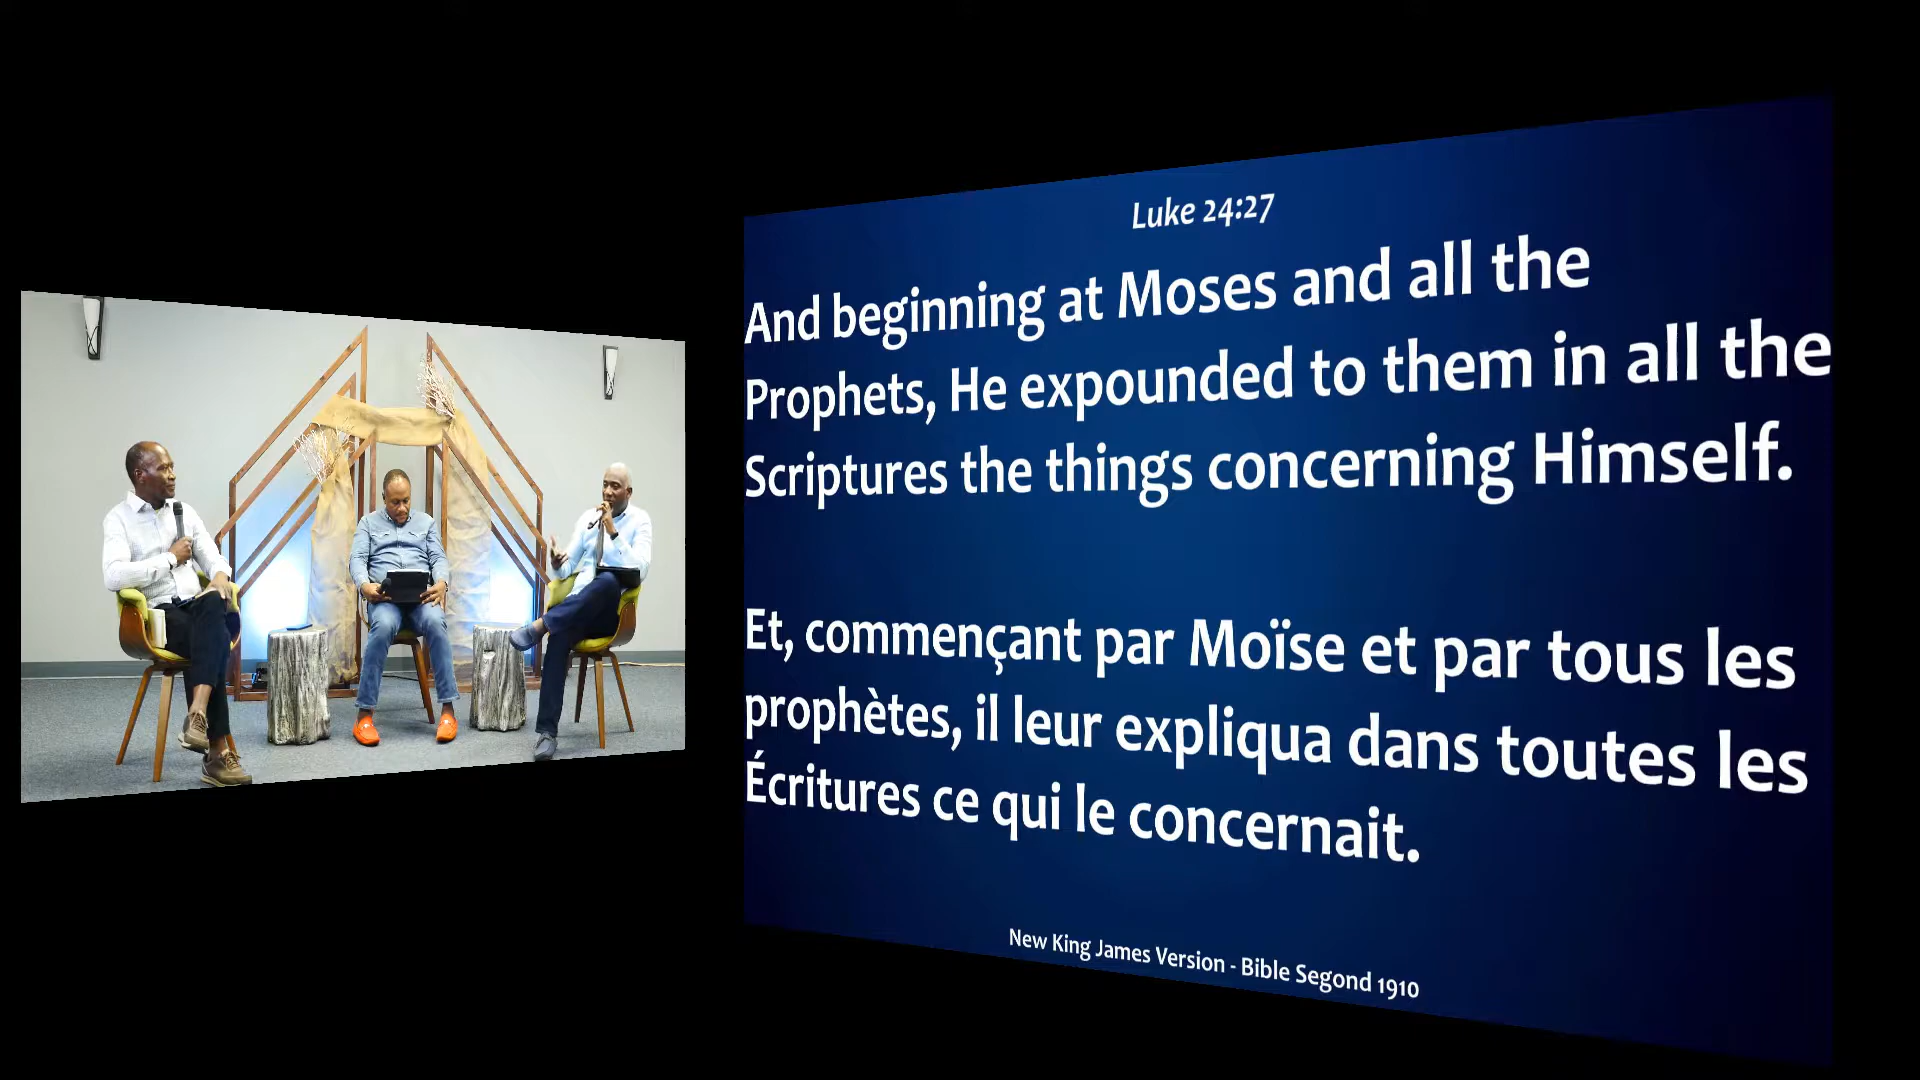 Luke 24:27
And beginning at Moses and all the
Prophets, He expounded to them in all the
Scriptures the things concerning Himself.
Et, commençant par Moïse et par tous les
prophètes, il leur expliqua dans toutes les
Écritures ce qui le concernait.
New King James Version - Bible Segond 1910